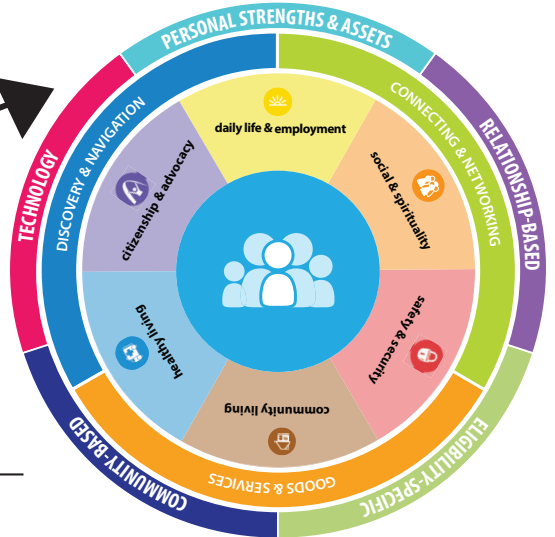 PERSONAL STRENGTHS & ASSETS
RELATIONSHIP-BASED
ELIGIBILITY-SPECIFIC
COMMUNITY-BASED
TECHNOLOGY
DISCOVERY & NAVIGATION
CONNECTING & NETWORKING
GOODS & SERVICES
daily life & employment
social & spirituality
safety & security
community living
healthy living
citizenship & advocacy